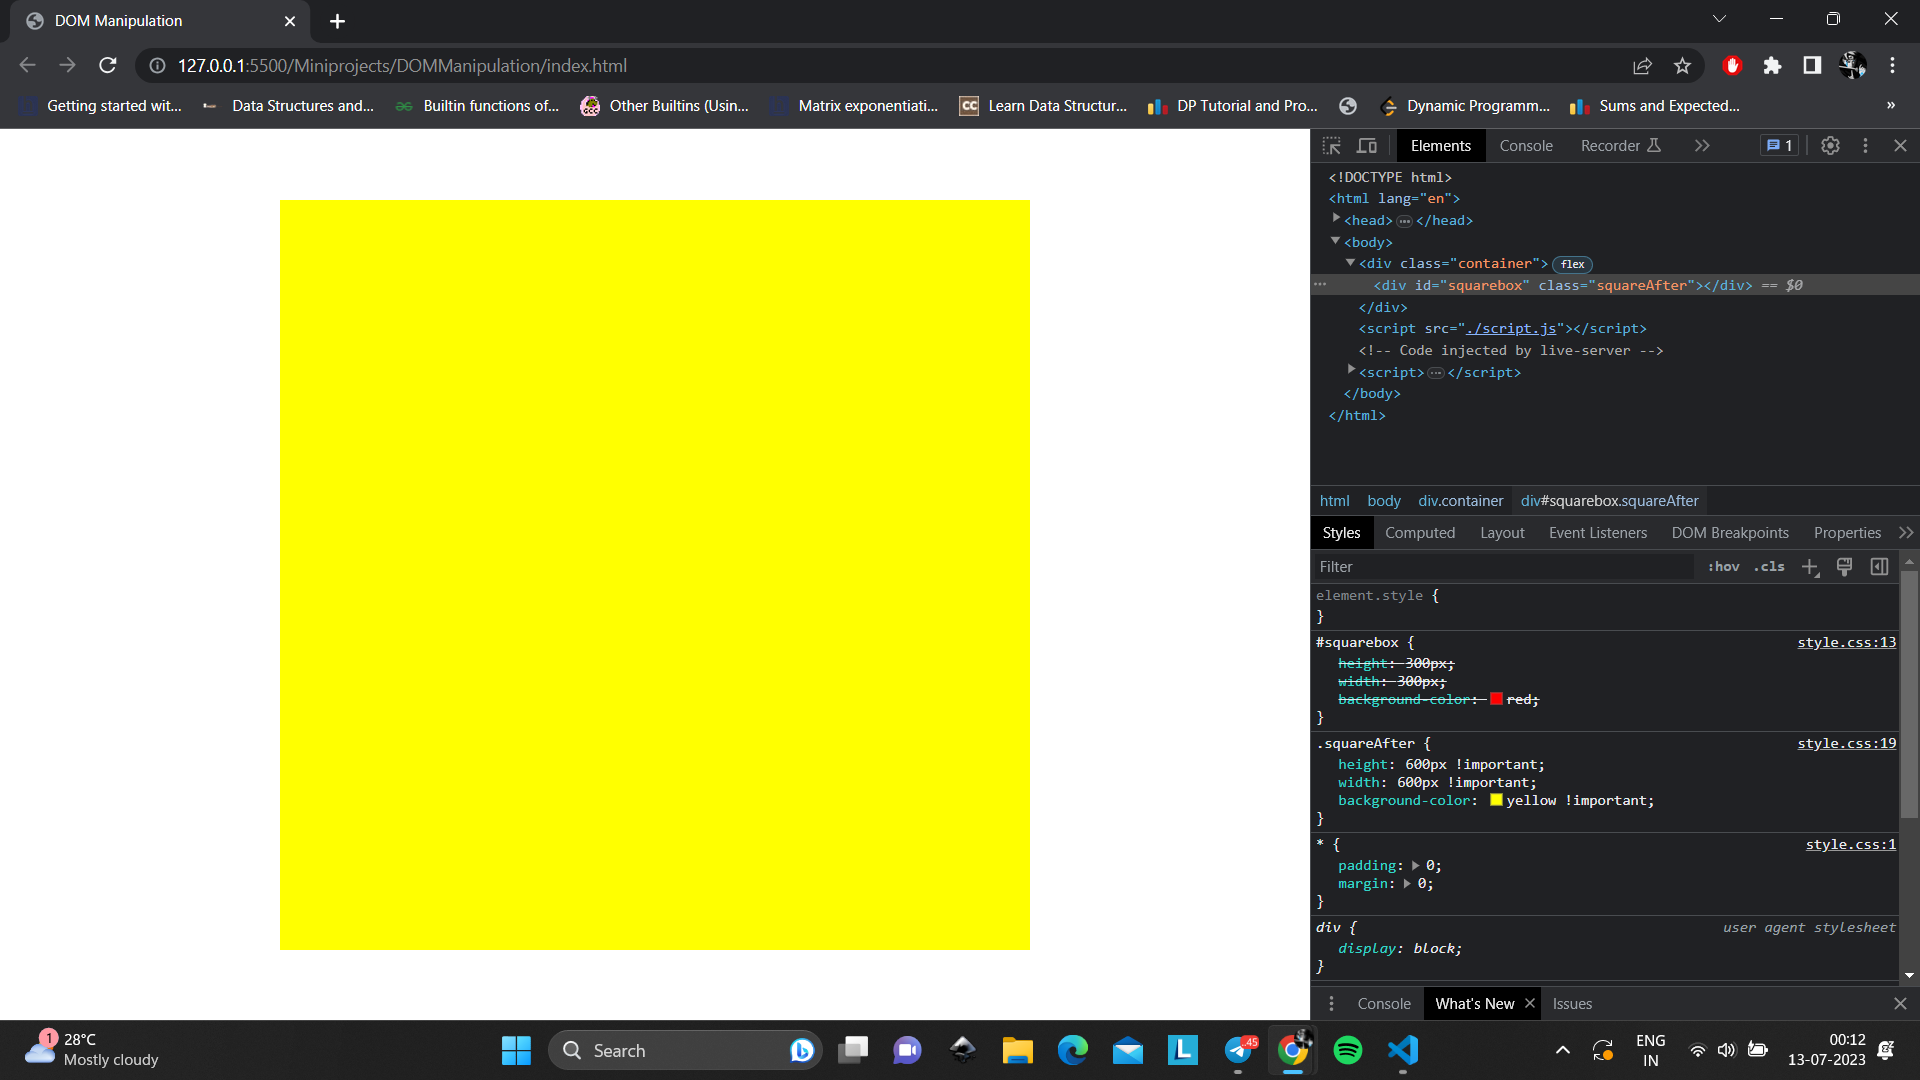 DOM Manipulation
127.0.0.1:5500/Miniprojects/DOMManipulation/index.html
Getting started wit... Data Structures and... Builtin functions of... Other Builtins (Usin... Matrix exponentiati... CC Learn Data Structur... DP Tutorial and Pro... Dynamic Programm... Sums and Expected... »
Elements Console Recorder 1
<!DOCTYPE html>
<html lang="en">
<head> ··· </head>
<body>
<div class="container"> flex
··· <div id="squarebox" class="squareAfter"></div> == $0
</div>
<script src="./script.js"></script>
<!-- Code injected by live-server -->
<script> ··· </script>
</body>
</html>
html body div.container div#squarebox.squareAfter
Styles Computed Layout Event Listeners DOM Breakpoints Properties
Filter :hov .cls
element.style {
}
#squarebox { style.css:13
height: 300px;
width: 300px;
background-color: red;
}
.squareAfter { style.css:19
height: 600px !important;
width: 600px !important;
background-color: yellow !important;
}
* { style.css:1
padding: 0;
margin: 0;
}
div { user agent stylesheet
display: block;
}
Console What's New Issues
1 28°C
Mostly cloudy
Search
L
45
ENG
IN
00:12
13-07-2023